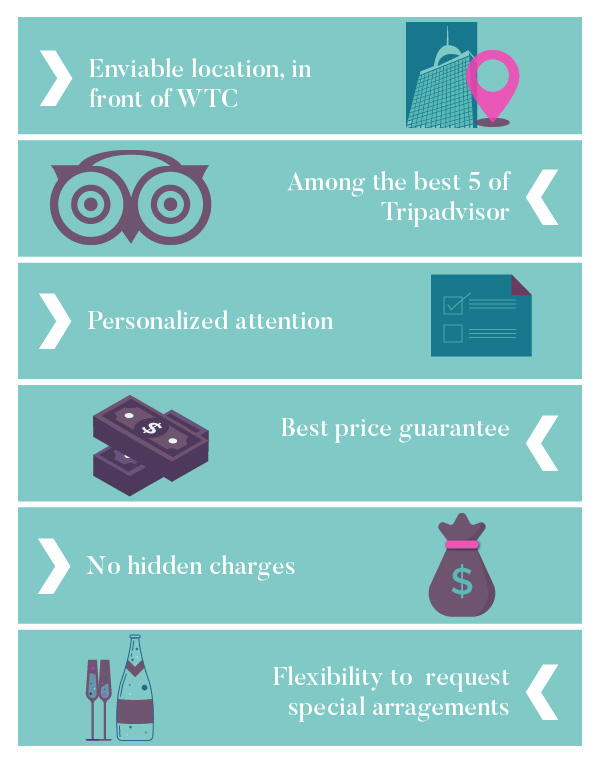 Enviable location, in
front of WTC
Among the best 5 of
Tripadvisor
Personalized attention
$
Best price guarantee
No hidden charges
$
Flexibility to request
special arragements